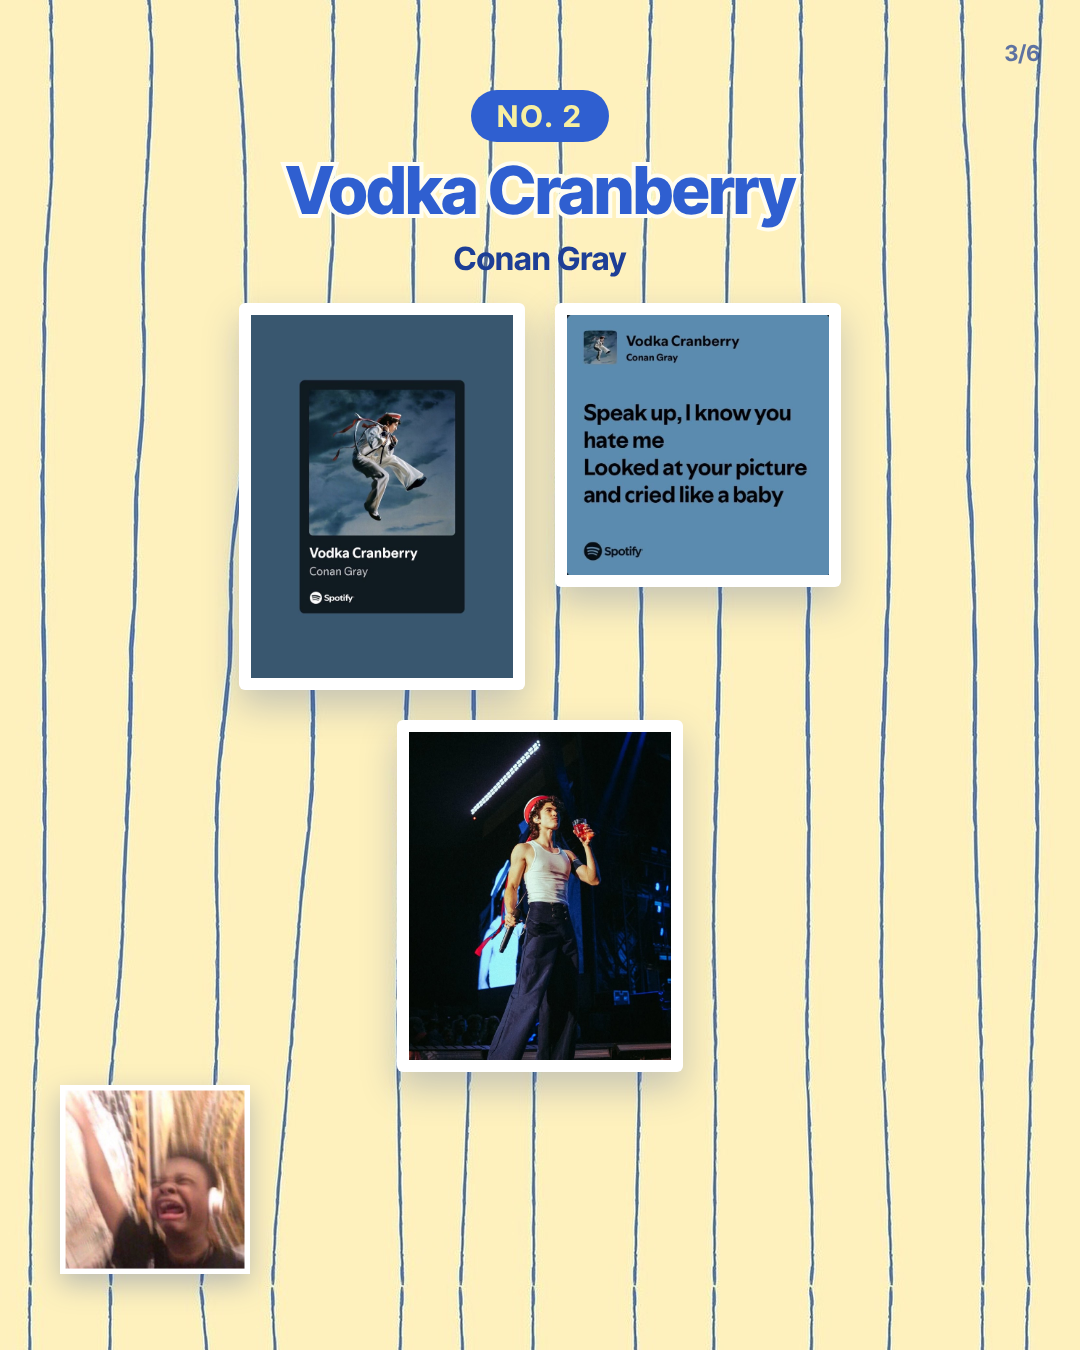 3/6
NO. 2
Vodka Cranberry
Conan Gray
Vodka Cranberry
Conan Gray
Spotify
Vodka Cranberry
Conan Gray
Speak up, I know you
hate me
Looked at your picture
and cried like a baby
Spotify